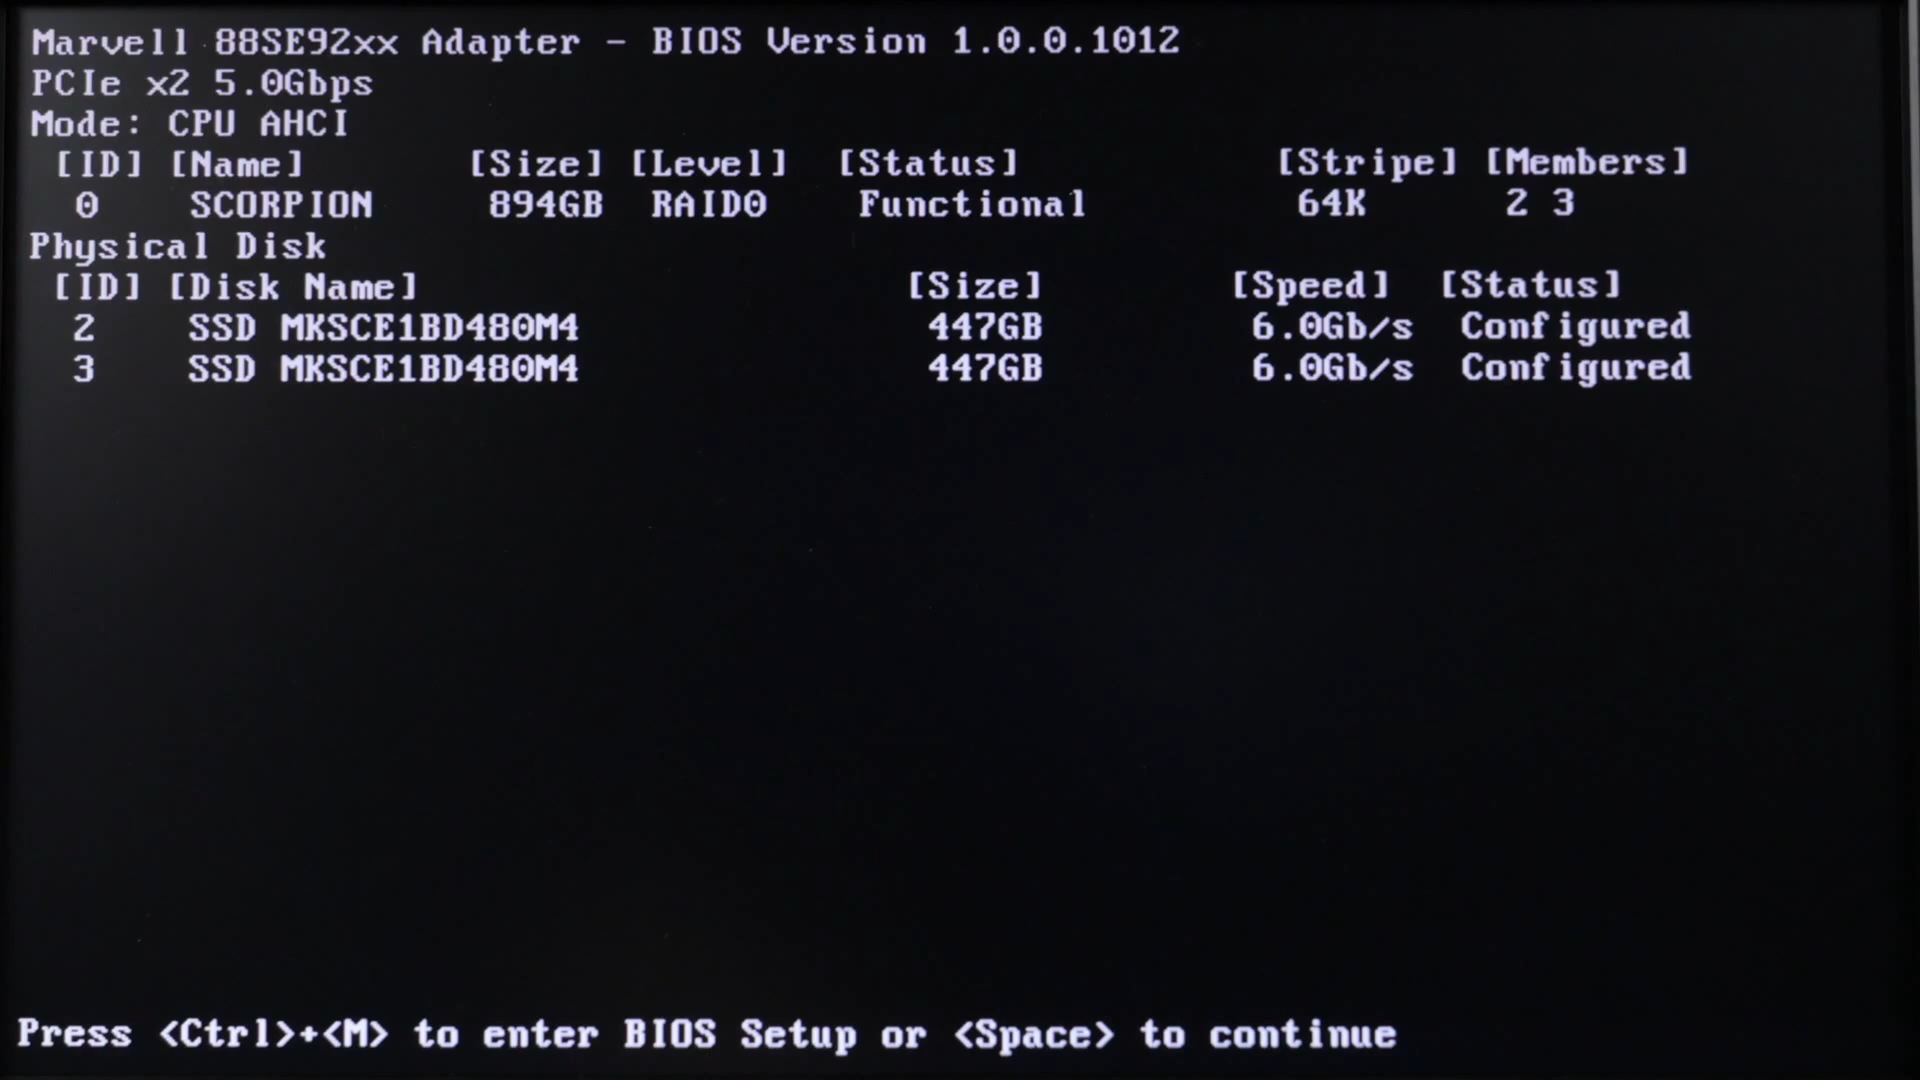 Marvell 88SE92xx Adapter - BIOS Version 1.0.0.1012
PCIe x2 5.0Gbps
Mode: CPU AHCI
[ID] [Name] [Size] [Level] [Status] [Stripe] [Members]
0 SCORPION 894GB RAID0 Functional 64K 2 3
Physical Disk
[ID] [Disk Name] [Size] [Speed] [Status]
2 SSD MKSCE1BD480M4 447GB 6.0Gb/s Configured
3 SSD MKSCE1BD480M4 447GB 6.0Gb/s Configured
Press <Ctrl>+<M> to enter BIOS Setup or <Space> to continue